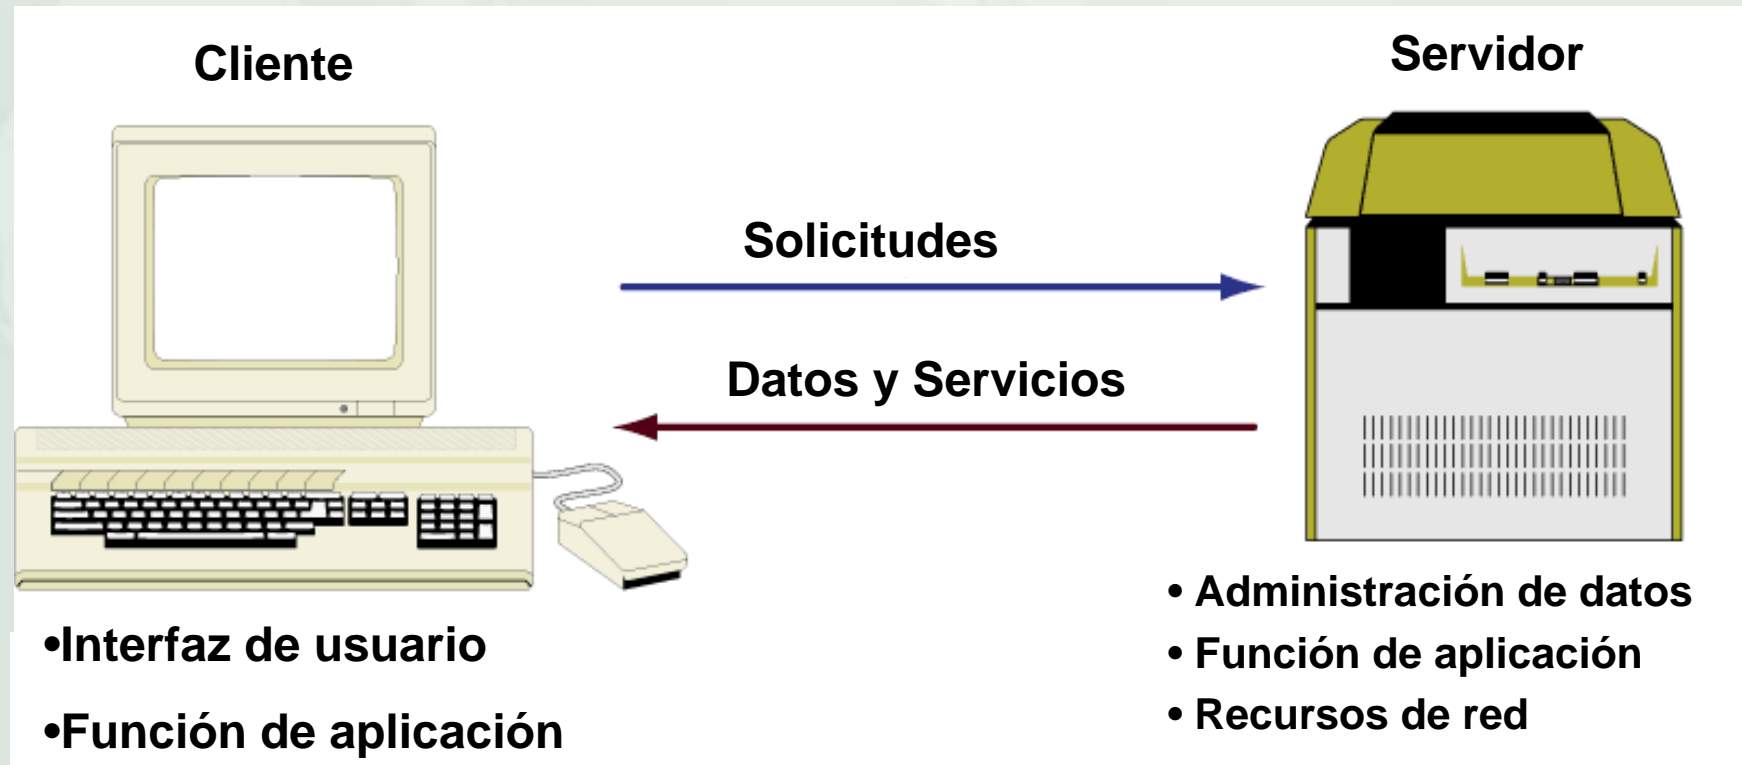 Cliente
Servidor
Solicitudes
Datos y Servicios
•Interfaz de usuario
•Función de aplicación
• Administración de datos
• Función de aplicación
• Recursos de red